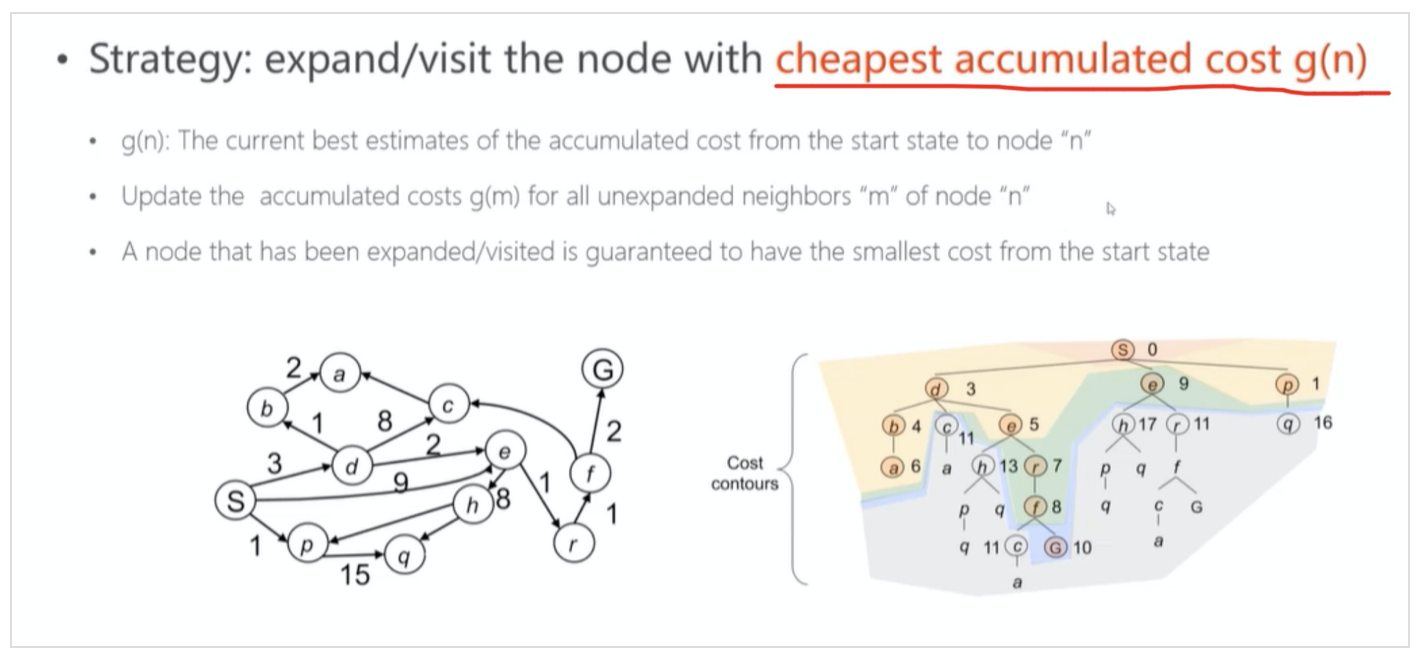 • Strategy: expand/visit the node with cheapest accumulated cost g(n)
• g(n): The current best estimates of the accumulated cost from the start state to node “n”
• Update the accumulated costs g(m) for all unexpanded neighbors “m” of node “n”
• A node that has been expanded/visited is guaranteed to have the smallest cost from the start state
2 a G
b c
1 8 2
3 d 2 e f
S 9 h 8 1 1
1 p q r
15
Cost
contours
S 0
d 3 e 9 p 1
b 4 c 11 e 5 h 17 r 11 q 16
a 6 a h 13 r 7 p q f
p q f 8 q c G
q 11 c G 10 a
a